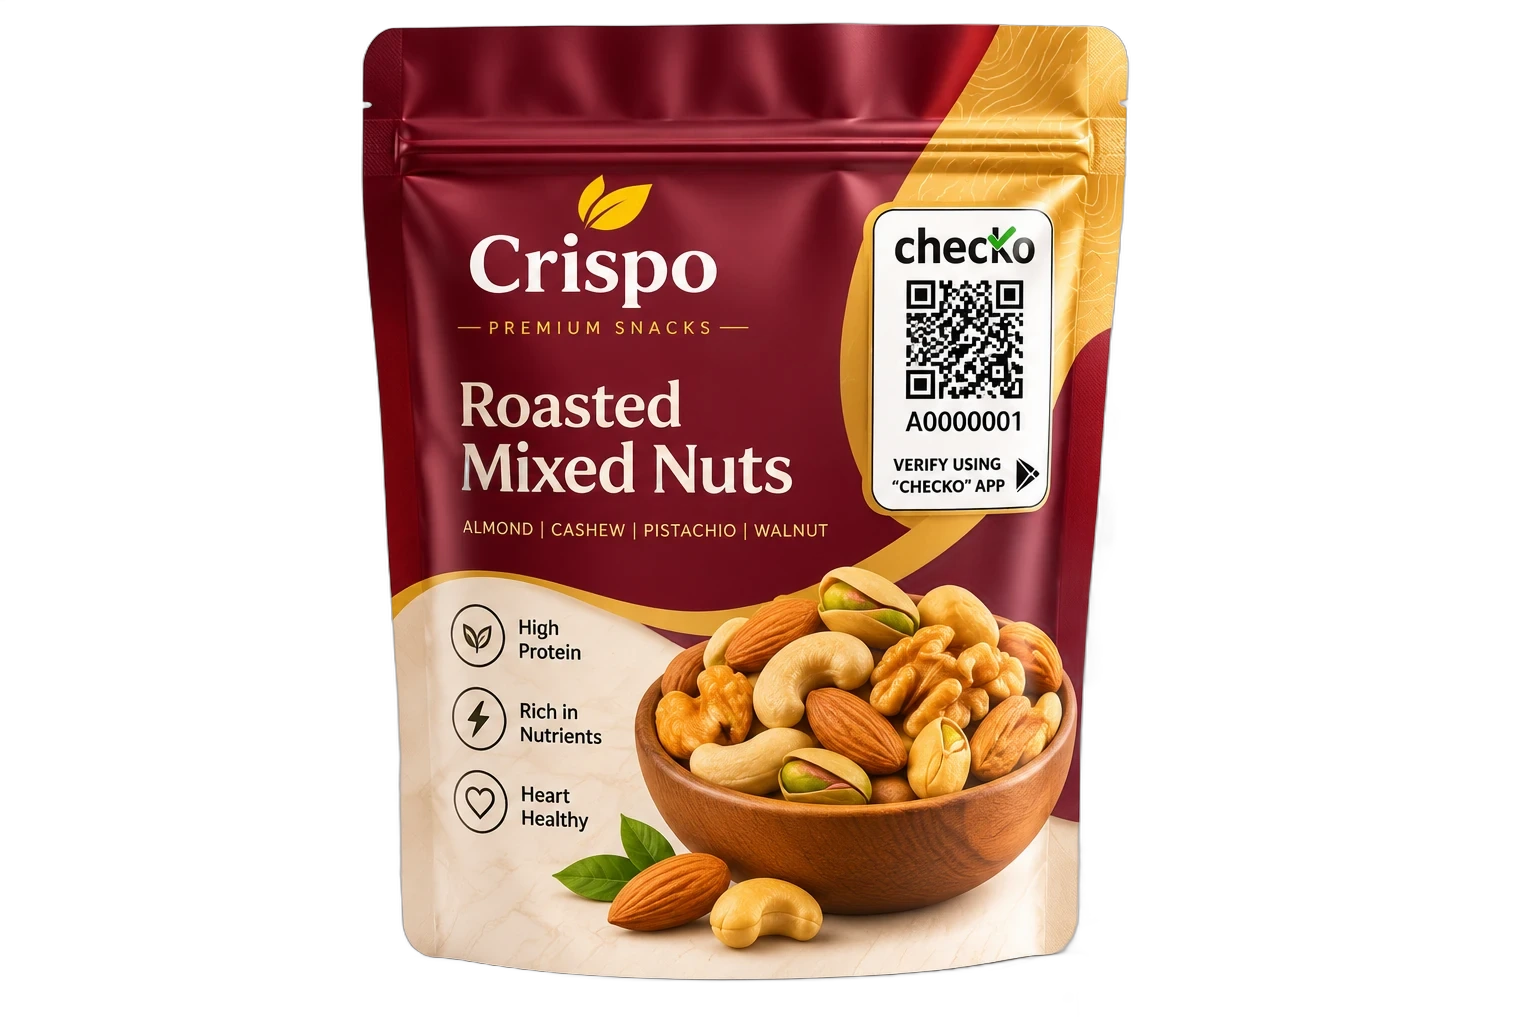 Crispo
PREMIUM SNACKS
Roasted
Mixed Nuts
ALMOND | CASHEW | PISTACHIO | WALNUT
High
Protein
Rich in
Nutrients
Heart
Healthy
checko
A0000001
VERIFY USING
“CHECKO” APP